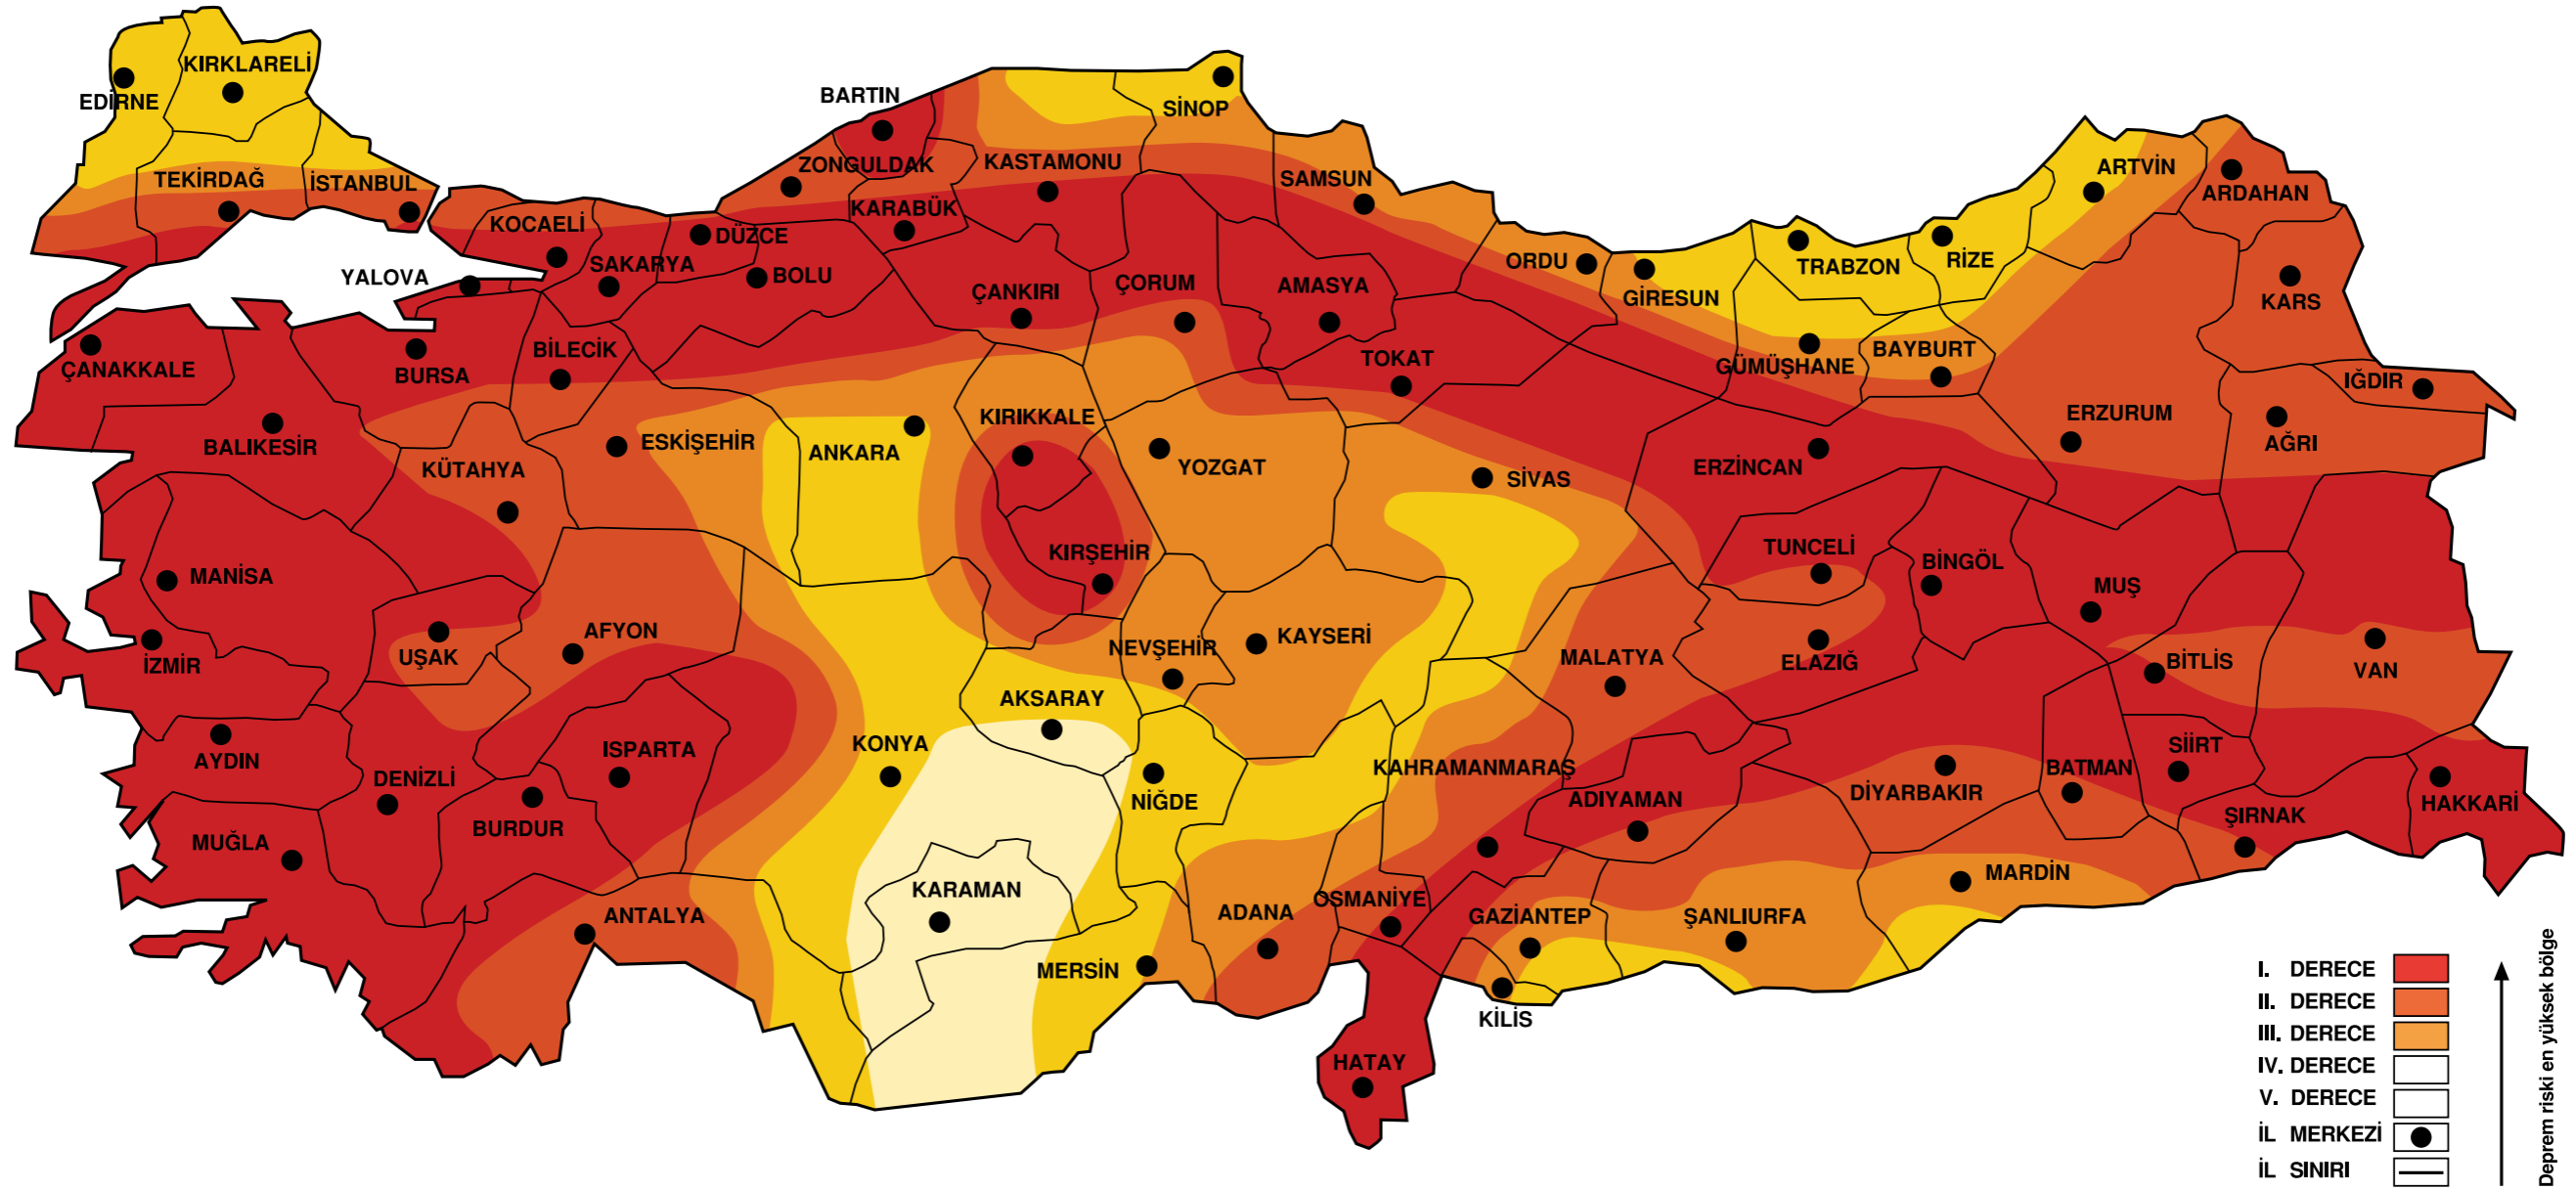 KIRKLARELİ
EDİRNE
TEKİRDAĞ
İSTANBUL
BARTIN
ZONGULDAK
KARABÜK
KASTAMONU
SİNOP
SAMSUN
ARTVİN
ARDAHAN
KOCAELİ
YALOVA
SAKARYA
DÜZCE
BOLU
ÇANKIRI
ÇORUM
AMASYA
ORDU
GİRESUN
TRABZON
RİZE
KARS
ÇANAKKALE
BURSA
BİLECİK
TOKAT
GÜMÜŞHANE
BAYBURT
IĞDIR
BALIKESİR
KÜTAHYA
ESKİŞEHİR
ANKARA
KIRIKKALE
YOZGAT
SİVAS
ERZİNCAN
ERZURUM
AĞRI
MANİSA
KIRŞEHİR
TUNCELİ
BİNGÖL
MUŞ
İZMİR
UŞAK
AFYON
NEVŞEHİR
KAYSERİ
MALATYA
ELAZIĞ
BİTLİS
VAN
AKSARAY
AYDIN
DENİZLİ
ISPARTA
KONYA
NİĞDE
KAHRAMANMARAŞ
ADIYAMAN
DİYARBAKIR
BATMAN
SİİRT
ŞIRNAK
HAKKARİ
MUĞLA
BURDUR
ANTALYA
KARAMAN
MERSİN
ADANA
OSMANİYE
GAZİANTEP
ŞANLIURFA
MARDİN
KİLİS
HATAY
I. DERECE
II. DERECE
III. DERECE
IV. DERECE
V. DERECE
İL MERKEZİ
İL SINIRI
Deprem riski en yüksek bölge